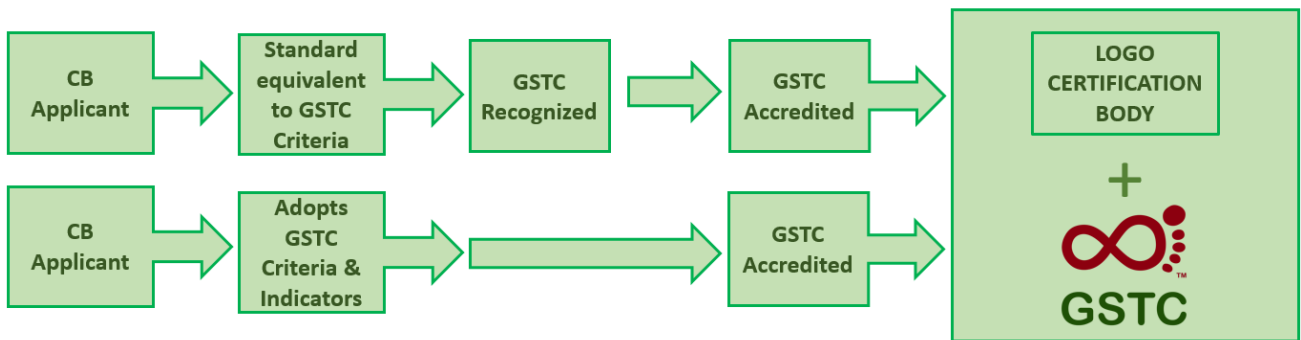 CB
Applicant
Standard
equivalent
to GSTC
Criteria
GSTC
Recognized
GSTC
Accredited
LOGO
CERTIFICATION
BODY
+
TM
GSTC
CB
Applicant
Adopts
GSTC
Criteria &
Indicators
GSTC
Accredited